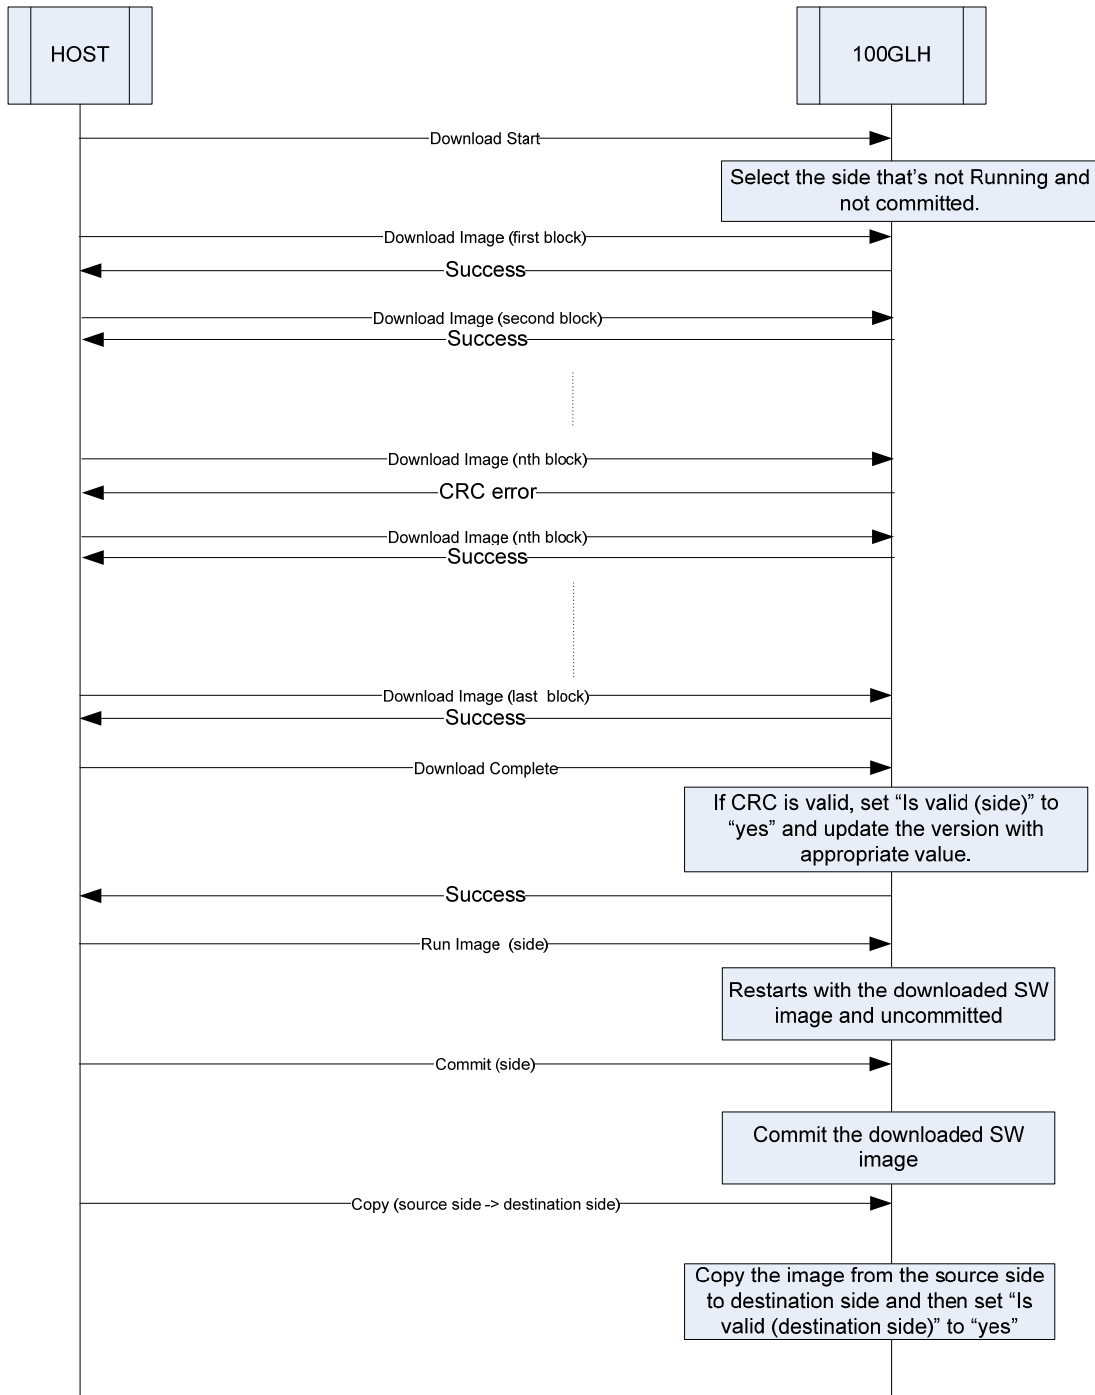 HOST
100GLH
Download Start
Select the side that's not Running and
not committed.
Download Image (first block)
Success
Download Image (second block)
Success
Download Image (nth block)
CRC error
Download Image (nth block)
Success
Download Image (last  block)
Success
Download Complete
If CRC is valid, set “Is valid (side)” to
“yes” and update the version with
appropriate value.
Success
Run Image  (side)
Restarts with the downloaded SW
image and uncommitted
Commit (side)
Commit the downloaded SW
image
Copy (source side -> destination side)
Copy the image from the source side
to destination side and then set “Is
valid (destination side)” to “yes”